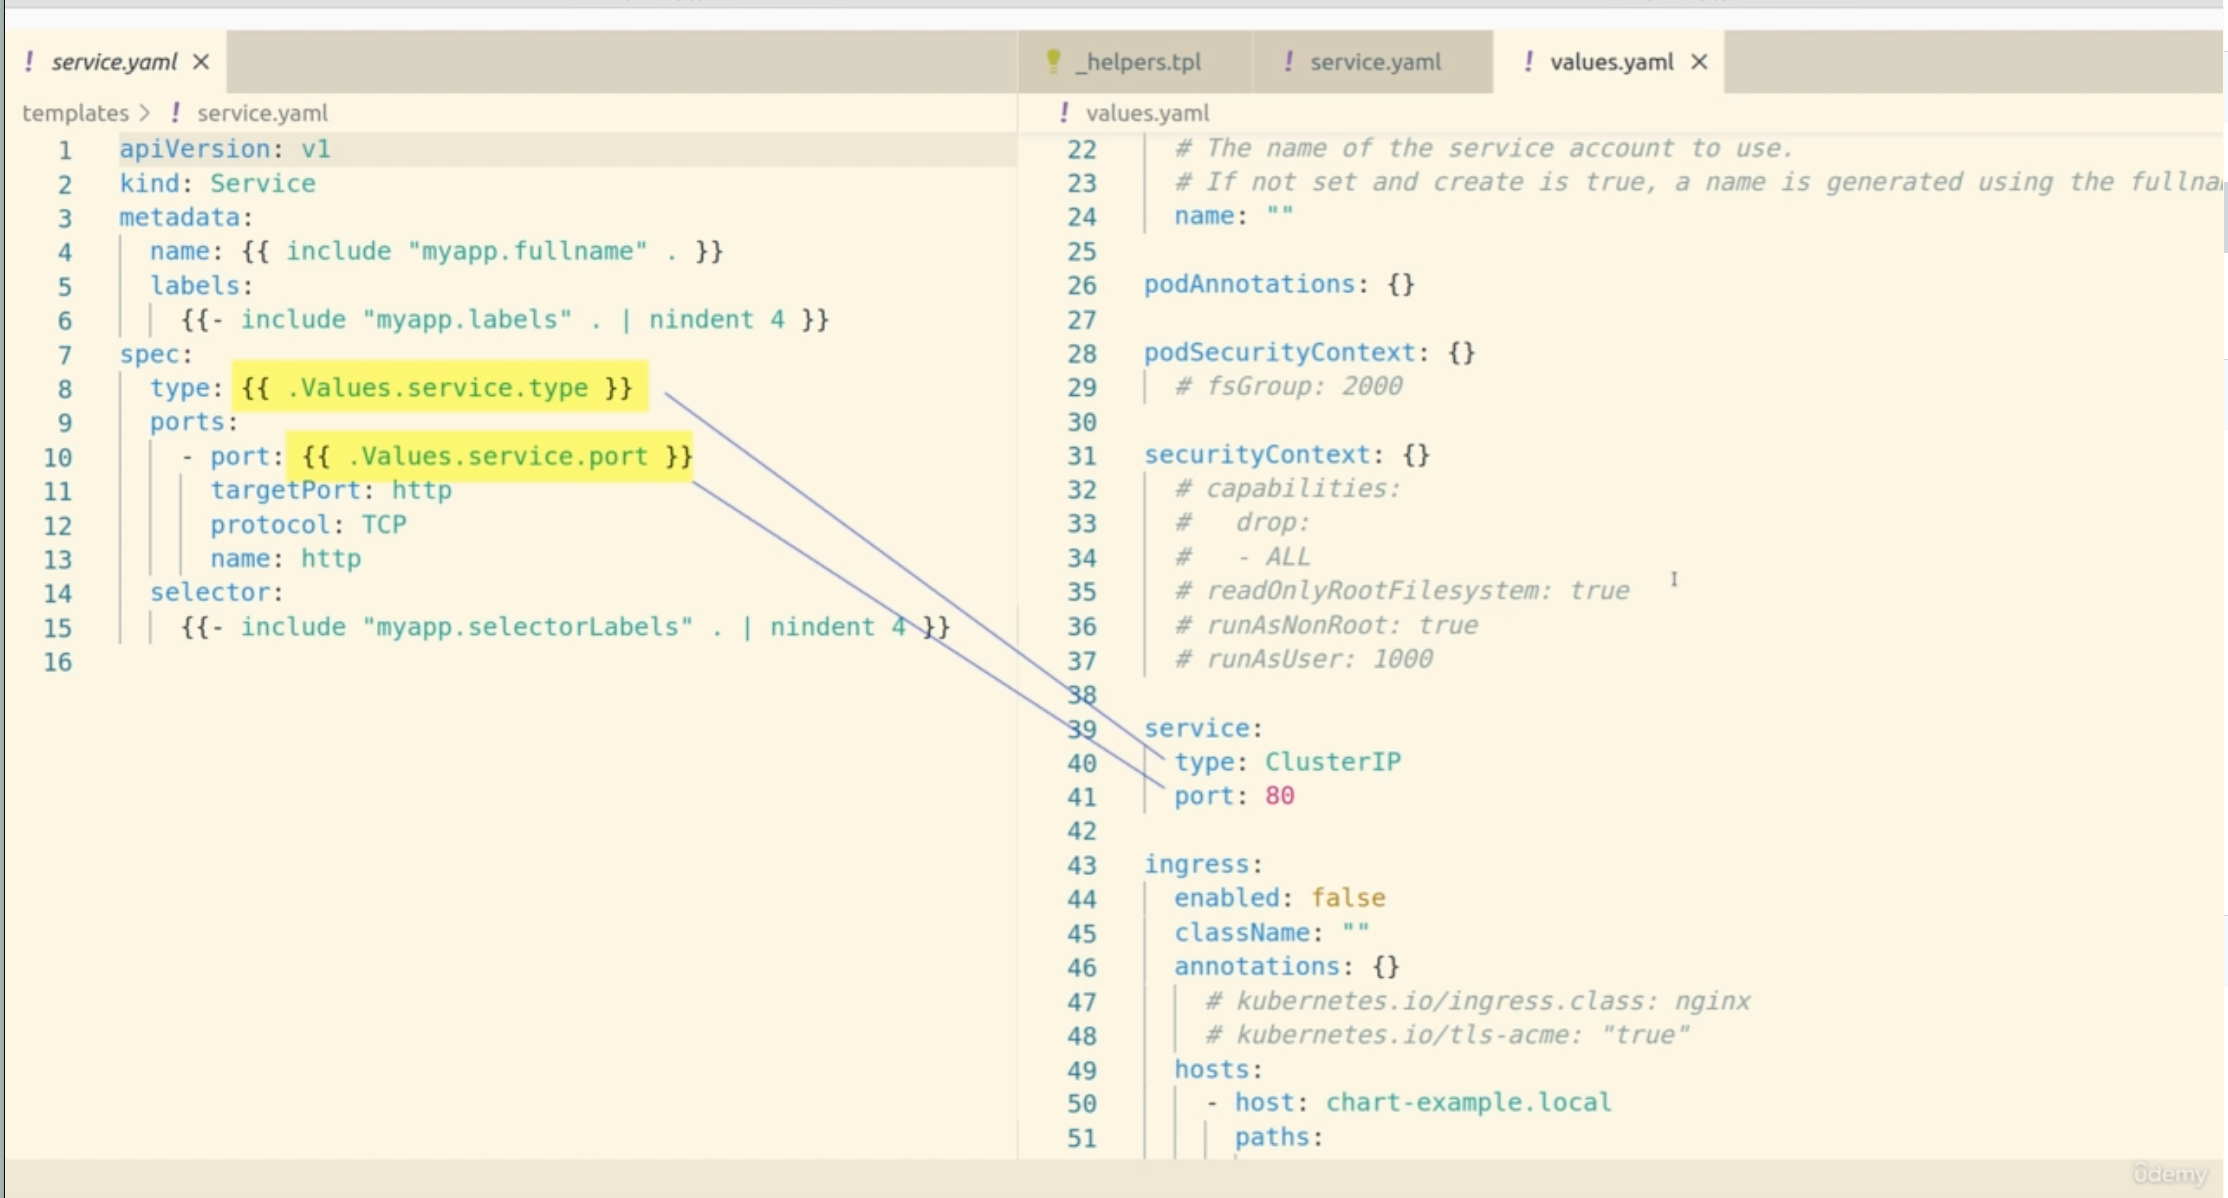 service.yaml
_helpers.tpl
service.yaml
values.yaml
templates > service.yaml
1 apiVersion: v1
2 kind: Service
3 metadata:
4 name: {{ include "myapp.fullname" . }}
5 labels:
6 {{- include "myapp.labels" . | nindent 4 }}
7 spec:
8 type: {{ .Values.service.type }}
9 ports:
10 - port: {{ .Values.service.port }}
11 targetPort: http
12 protocol: TCP
13 name: http
14 selector:
15 {{- include "myapp.selectorLabels" . | nindent 4 }}
16
values.yaml
22 # The name of the service account to use.
23 # If not set and create is true, a name is generated using the fullna
24 name: ""
25
26 podAnnotations: {}
27
28 podSecurityContext: {}
29 # fsGroup: 2000
30
31 securityContext: {}
32 # capabilities:
33 #   drop:
34 #   - ALL
35 # readOnlyRootFilesystem: true
36 # runAsNonRoot: true
37 # runAsUser: 1000
38
39 service:
40 type: ClusterIP
41 port: 80
42
43 ingress:
44 enabled: false
45 className: ""
46 annotations: {}
47 # kubernetes.io/ingress.class: nginx
48 # kubernetes.io/tls-acme: "true"
49 hosts:
50 - host: chart-example.local
51 paths:
ûdemy